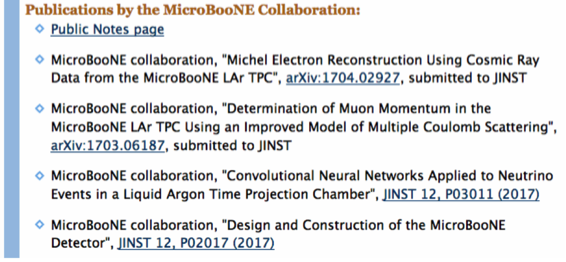 Publications by the MicroBooNE Collaboration:
Public Notes page
MicroBooNE collaboration, "Michel Electron Reconstruction Using Cosmic Ray
Data from the MicroBooNE LAr TPC", arXiv:1704.02927, submitted to JINST
MicroBooNE collaboration, "Determination of Muon Momentum in the
MicroBooNE LAr TPC Using an Improved Model of Multiple Coulomb Scattering",
arXiv:1703.06187, submitted to JINST
MicroBooNE collaboration, "Convolutional Neural Networks Applied to Neutrino
Events in a Liquid Argon Time Projection Chamber", JINST 12, P03011 (2017)
MicroBooNE collaboration, "Design and Construction of the MicroBooNE
Detector", JINST 12, P02017 (2017)